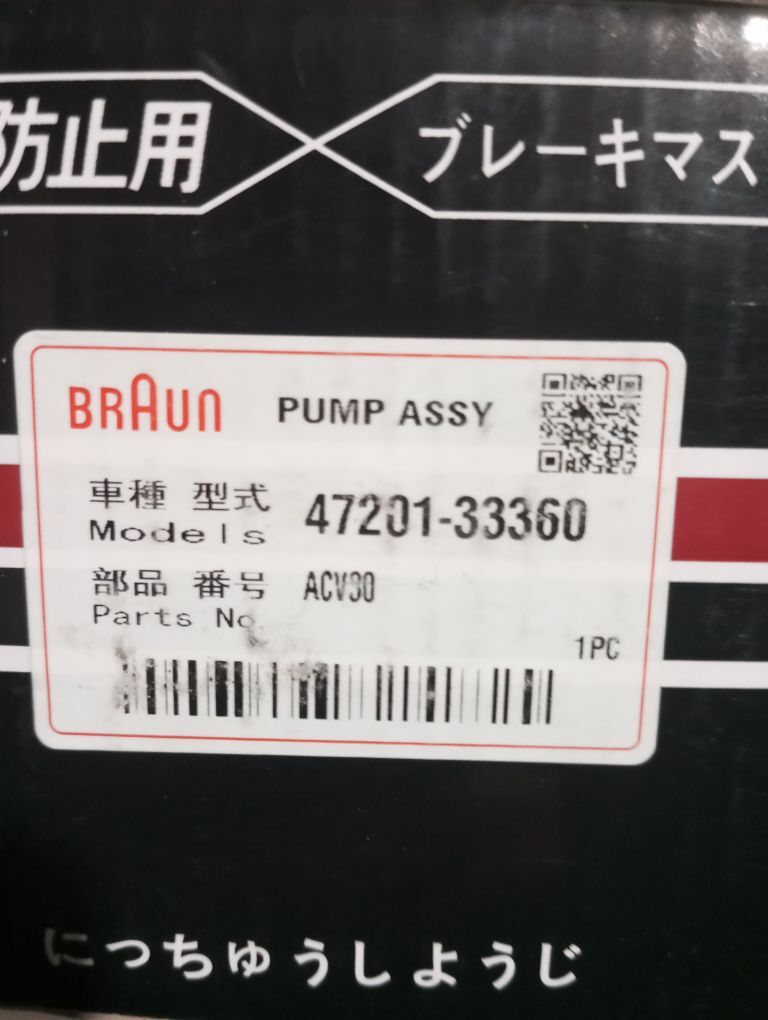 防止用
ブレーキマス
BRAUN PUMP ASSY
車種 型式 47201-33360
Models
部品 番号 ACV30
Parts No.
1PC
にっちゅうしようじ